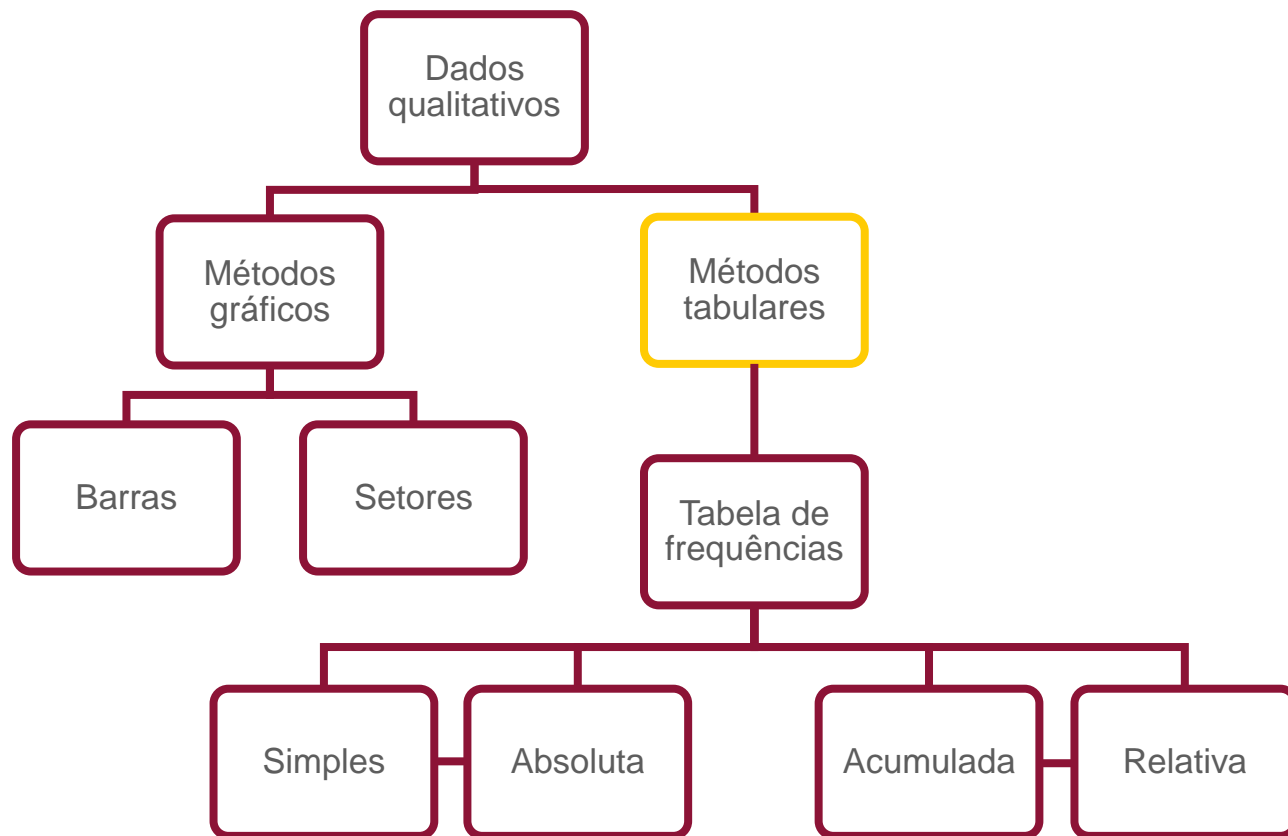 Dados
qualitativos
Métodos
gráficos
Métodos
tabulares
Barras
Setores
Tabela de
frequências
Simples
Absoluta
Acumulada
Relativa